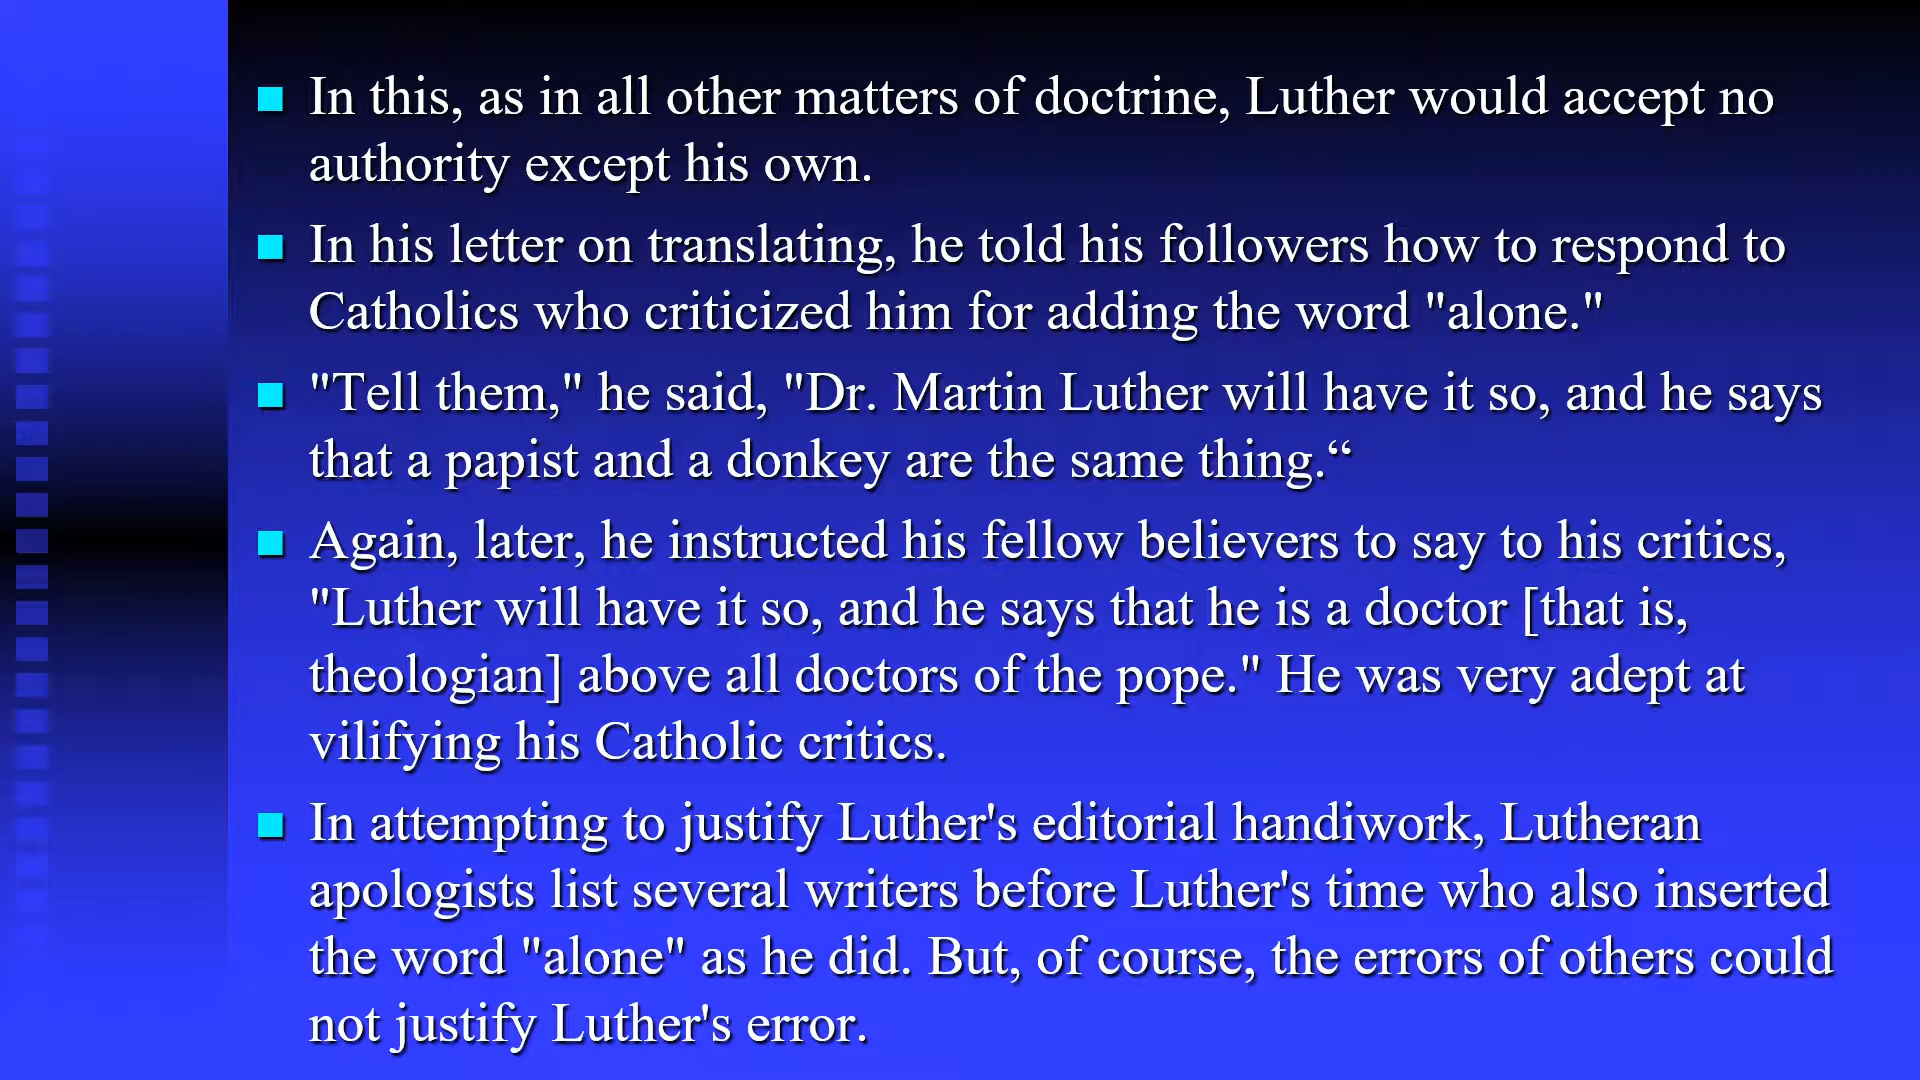 In this, as in all other matters of doctrine, Luther would accept no
authority except his own.
In his letter on translating, he told his followers how to respond to
Catholics who criticized him for adding the word "alone."
"Tell them," he said, "Dr. Martin Luther will have it so, and he says
that a papist and a donkey are the same thing.“
Again, later, he instructed his fellow believers to say to his critics,
"Luther will have it so, and he says that he is a doctor [that is,
theologian] above all doctors of the pope." He was very adept at
vilifying his Catholic critics.
In attempting to justify Luther's editorial handiwork, Lutheran
apologists list several writers before Luther's time who also inserted
the word "alone" as he did. But, of course, the errors of others could
not justify Luther's error.